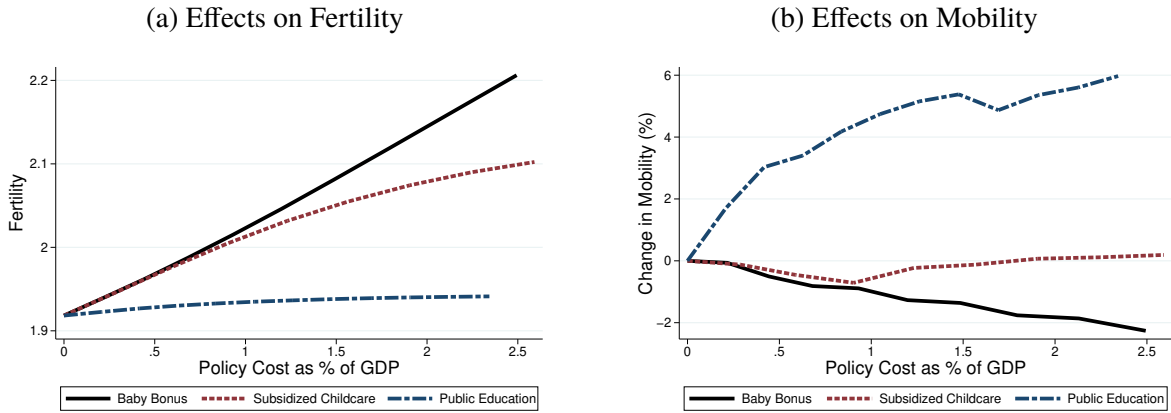 (a) Effects on Fertility
2.2
2.1
2
1.9
Fertility
0 .5 1 1.5 2 2.5
Policy Cost as % of GDP
Baby Bonus Subsidized Childcare Public Education
(b) Effects on Mobility
6
4
2
0
−2
Change in Mobility (%)
0 .5 1 1.5 2 2.5
Policy Cost as % of GDP
Baby Bonus Subsidized Childcare Public Education